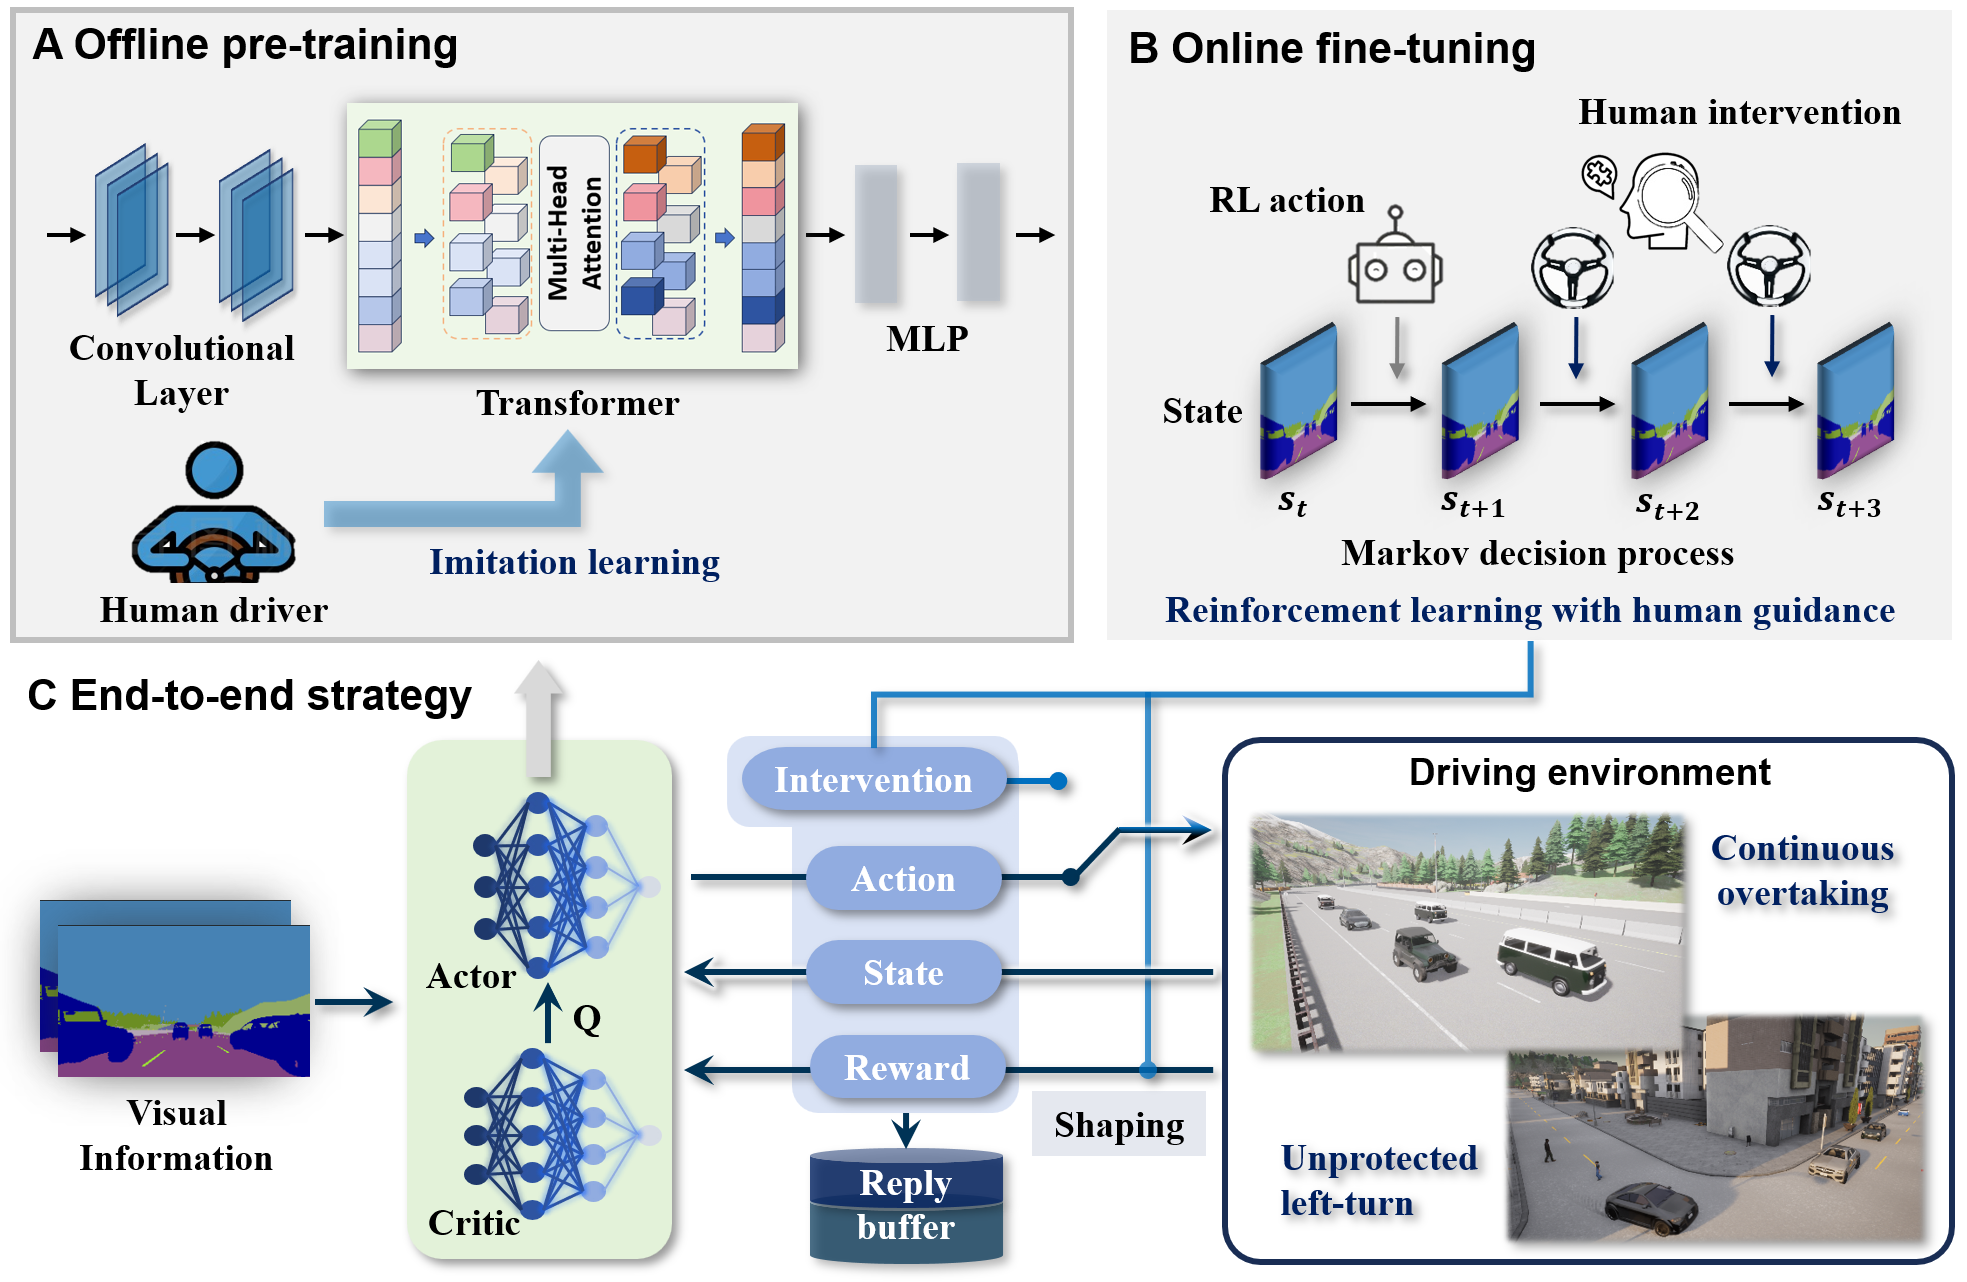 A Offline pre-training
Multi-Head
Attention
Convolutional
Layer
Transformer
MLP
Human driver
Imitation learning
B Online fine-tuning
Human intervention
RL action
State
s_t
s_{t+1}
s_{t+2}
s_{t+3}
Markov decision process
Reinforcement learning with human guidance
C End-to-end strategy
Visual
Information
Actor
Q
Critic
Intervention
Action
State
Reward
Shaping
Reply
buffer
Driving environment
Continuous
overtaking
Unprotected
left-turn